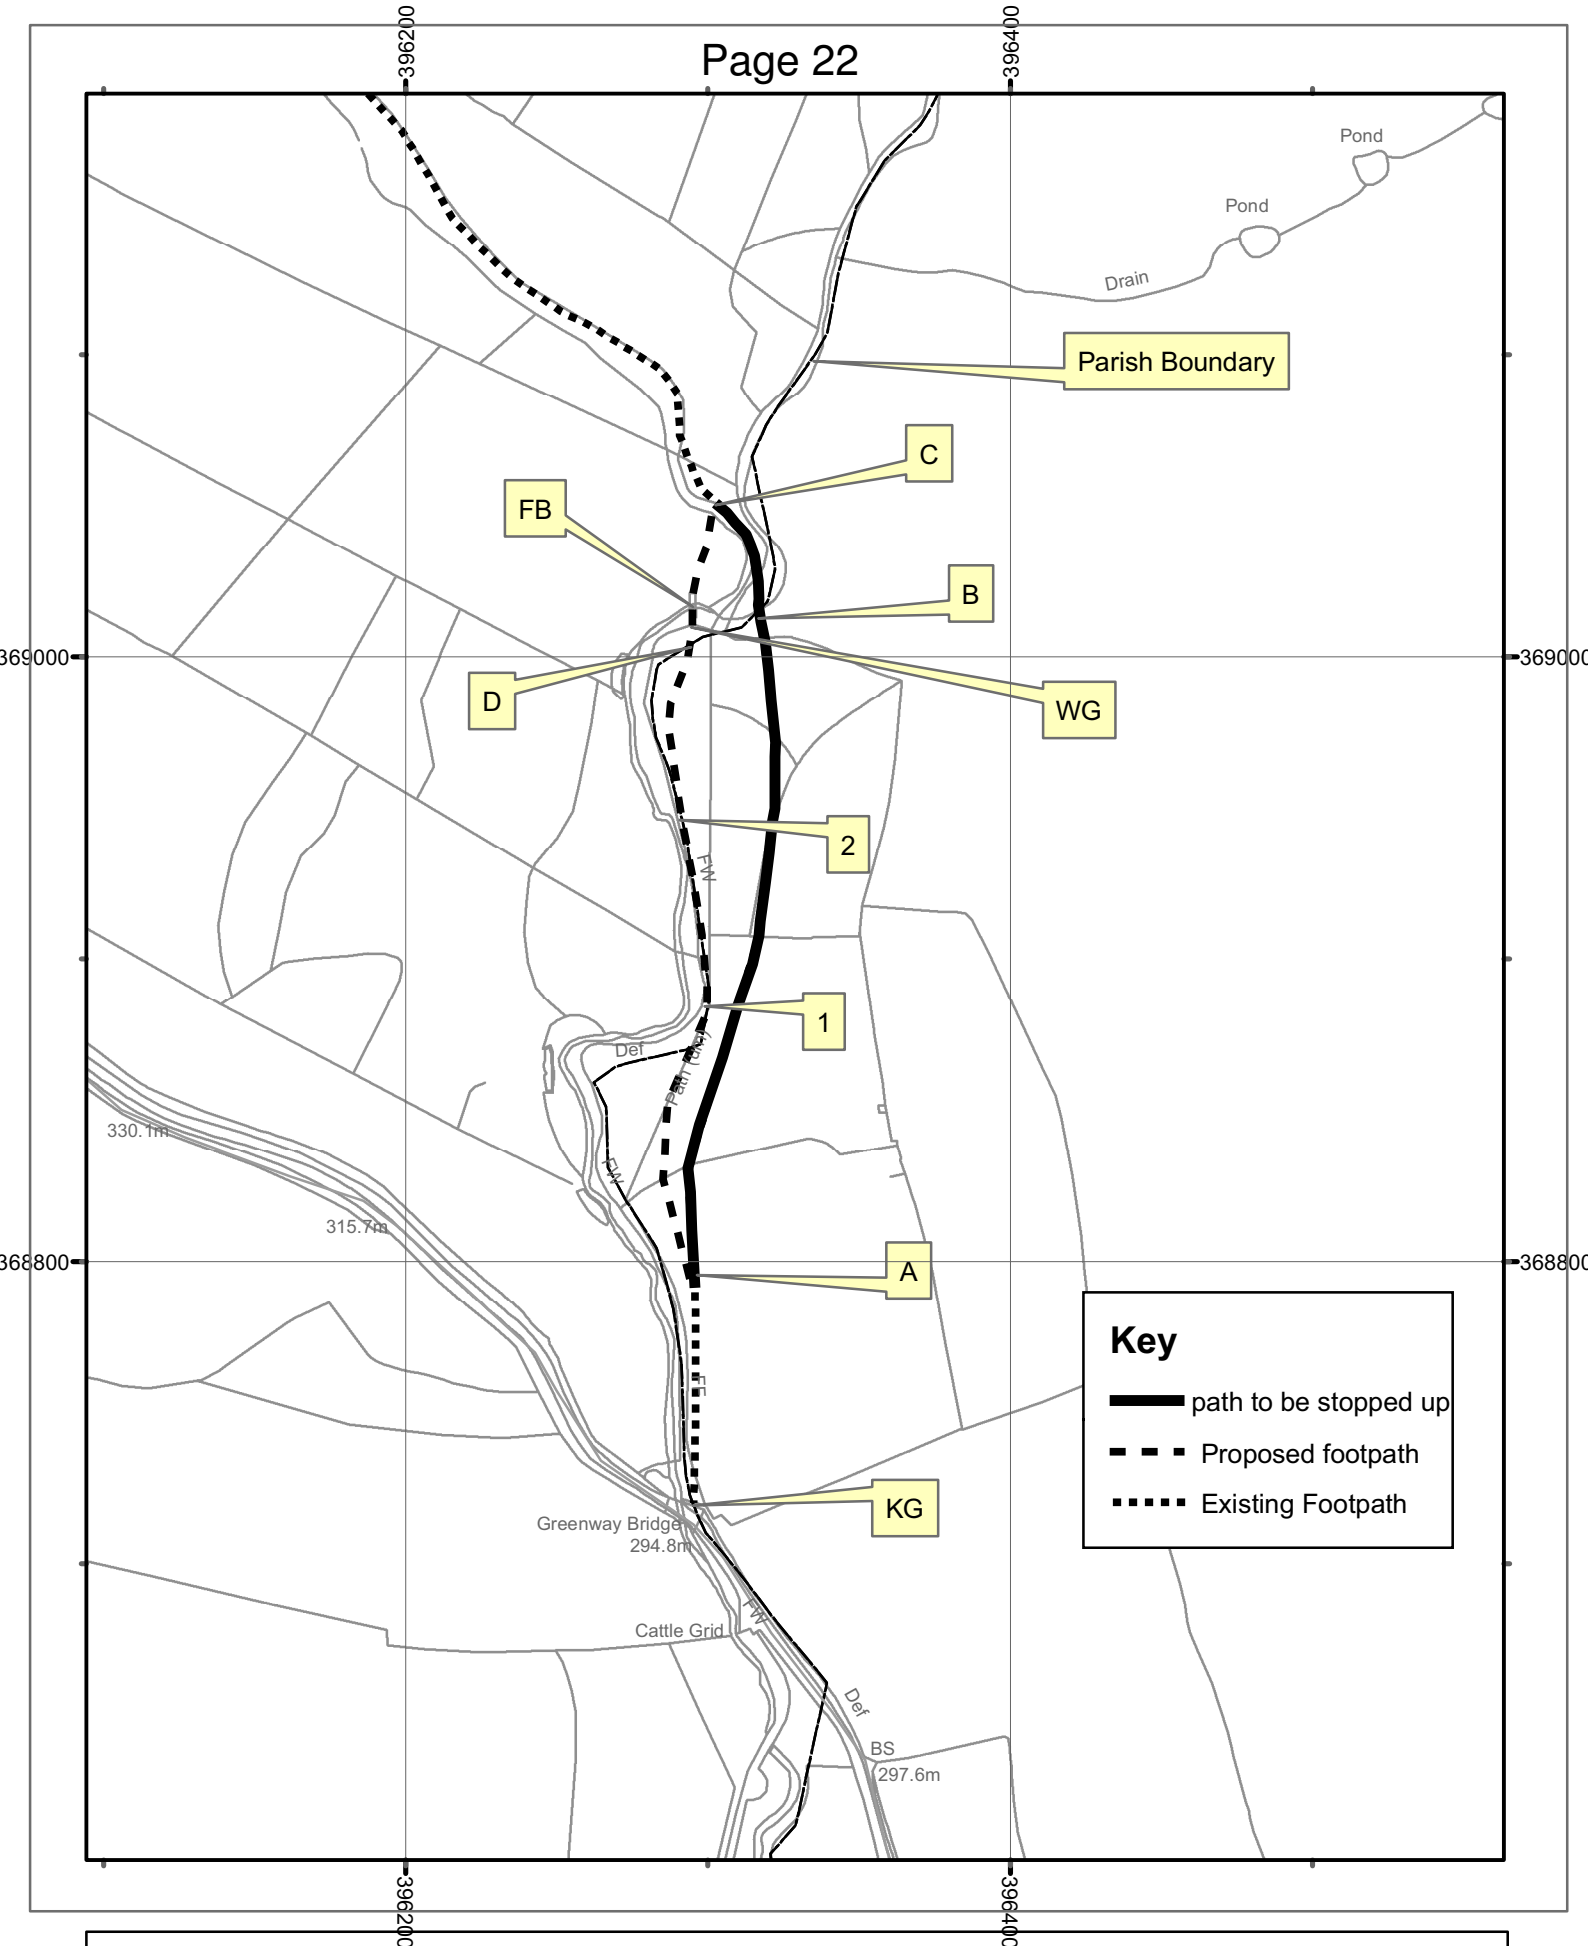 396200
396400
Page 22
Pond
Pond
Drain
Parish Boundary
C
FB
B
369000
369000
D
WG
2
FW
1
Def
Path (um)
330.1m
FW
315.7m
368800
A
368800
Key
path to be stopped up
Proposed footpath
Existing Footpath
FF
KG
Greenway Bridge
294.8m
FW
Cattle Grid
Def
BS
297.6m
396200
396400